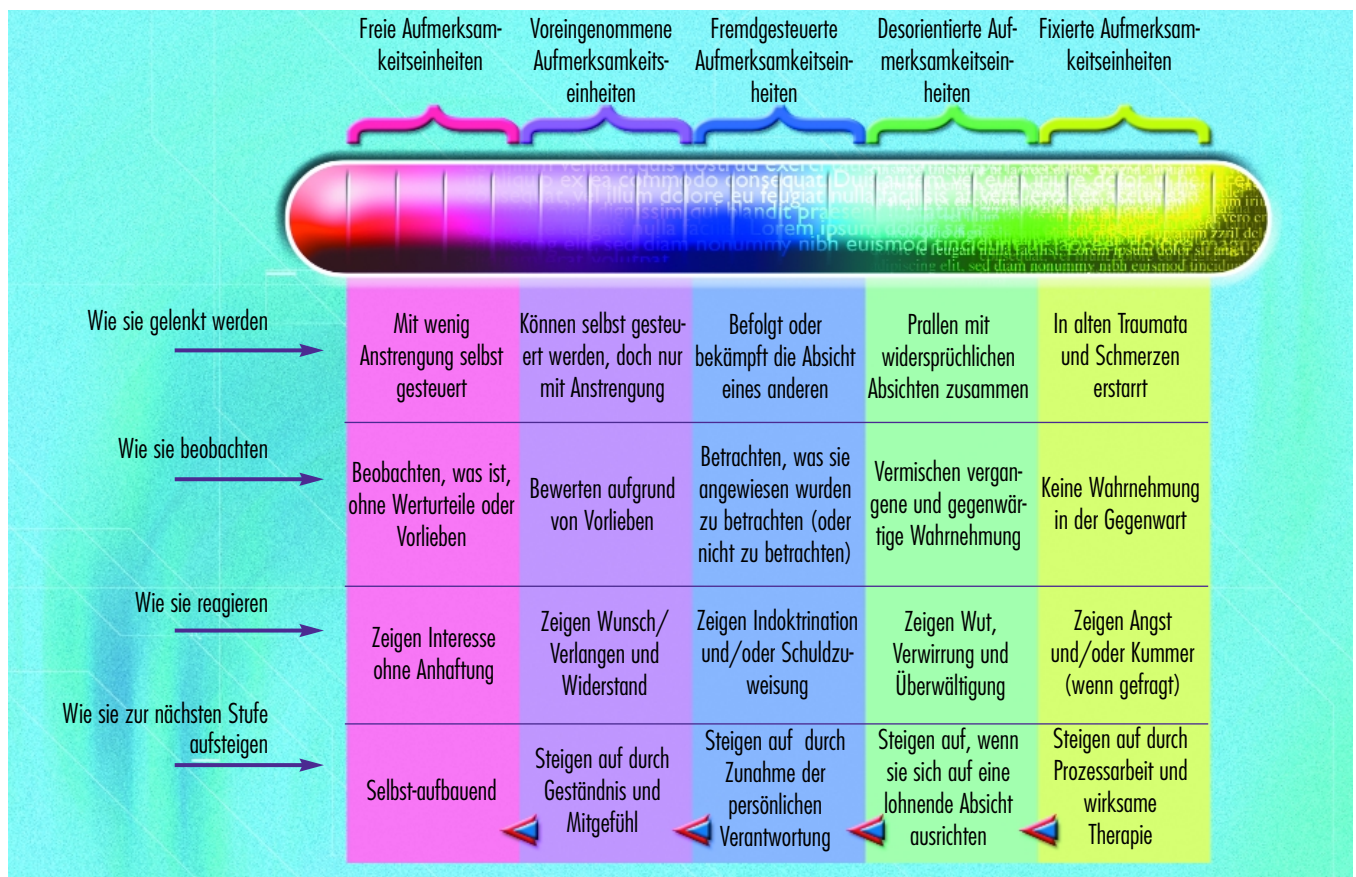 Freie Aufmerksam-
keitseinheiten
Voreingenommene
Aufmerksamkeits-
einheiten
Fremdgesteuerte
Aufmerksamkeitsein-
heiten
Desorientierte Auf-
merksamkeitsein-
heiten
Fixierte Aufmerksam-
keitseinheiten
Wie sie gelenkt werden
Mit wenig
Anstrengung selbst
gesteuert
Können selbst gesteu-
ert werden, doch nur
mit Anstrengung
Befolgt oder
bekämpft die Absicht
eines anderen
Prallen mit
widersprüchlichen
Absichten zusammen
In alten Traumata
und Schmerzen
erstarrt
Wie sie beobachten
Beobachten, was ist,
ohne Werturteile oder
Vorlieben
Bewerten aufgrund
von Vorlieben
Betrachten, was sie
angewiesen wurden
zu betrachten (oder
nicht zu betrachten)
Vermischen vergan-
gene und gegenwär-
tige Wahrnehmung
Keine Wahrnehmung
in der Gegenwart
Wie sie reagieren
Zeigen Interesse
ohne Anhaftung
Zeigen Wunsch/
Verlangen und
Widerstand
Zeigen Indoktrination
und/oder Schuldzu-
weisung
Zeigen Wut,
Verwirrung und
Überwältigung
Zeigen Angst
und/oder Kummer
(wenn gefragt)
Wie sie zur nächsten Stufe
aufsteigen
Selbst-aufbauend
Steigen auf durch
Geständnis und
Mitgefühl
Steigen auf durch
Zunahme der
persönlichen
Verantwortung
Steigen auf, wenn
sie sich auf eine
lohnende Absicht
ausrichten
Steigen auf durch
Prozessarbeit und
wirksame
Therapie